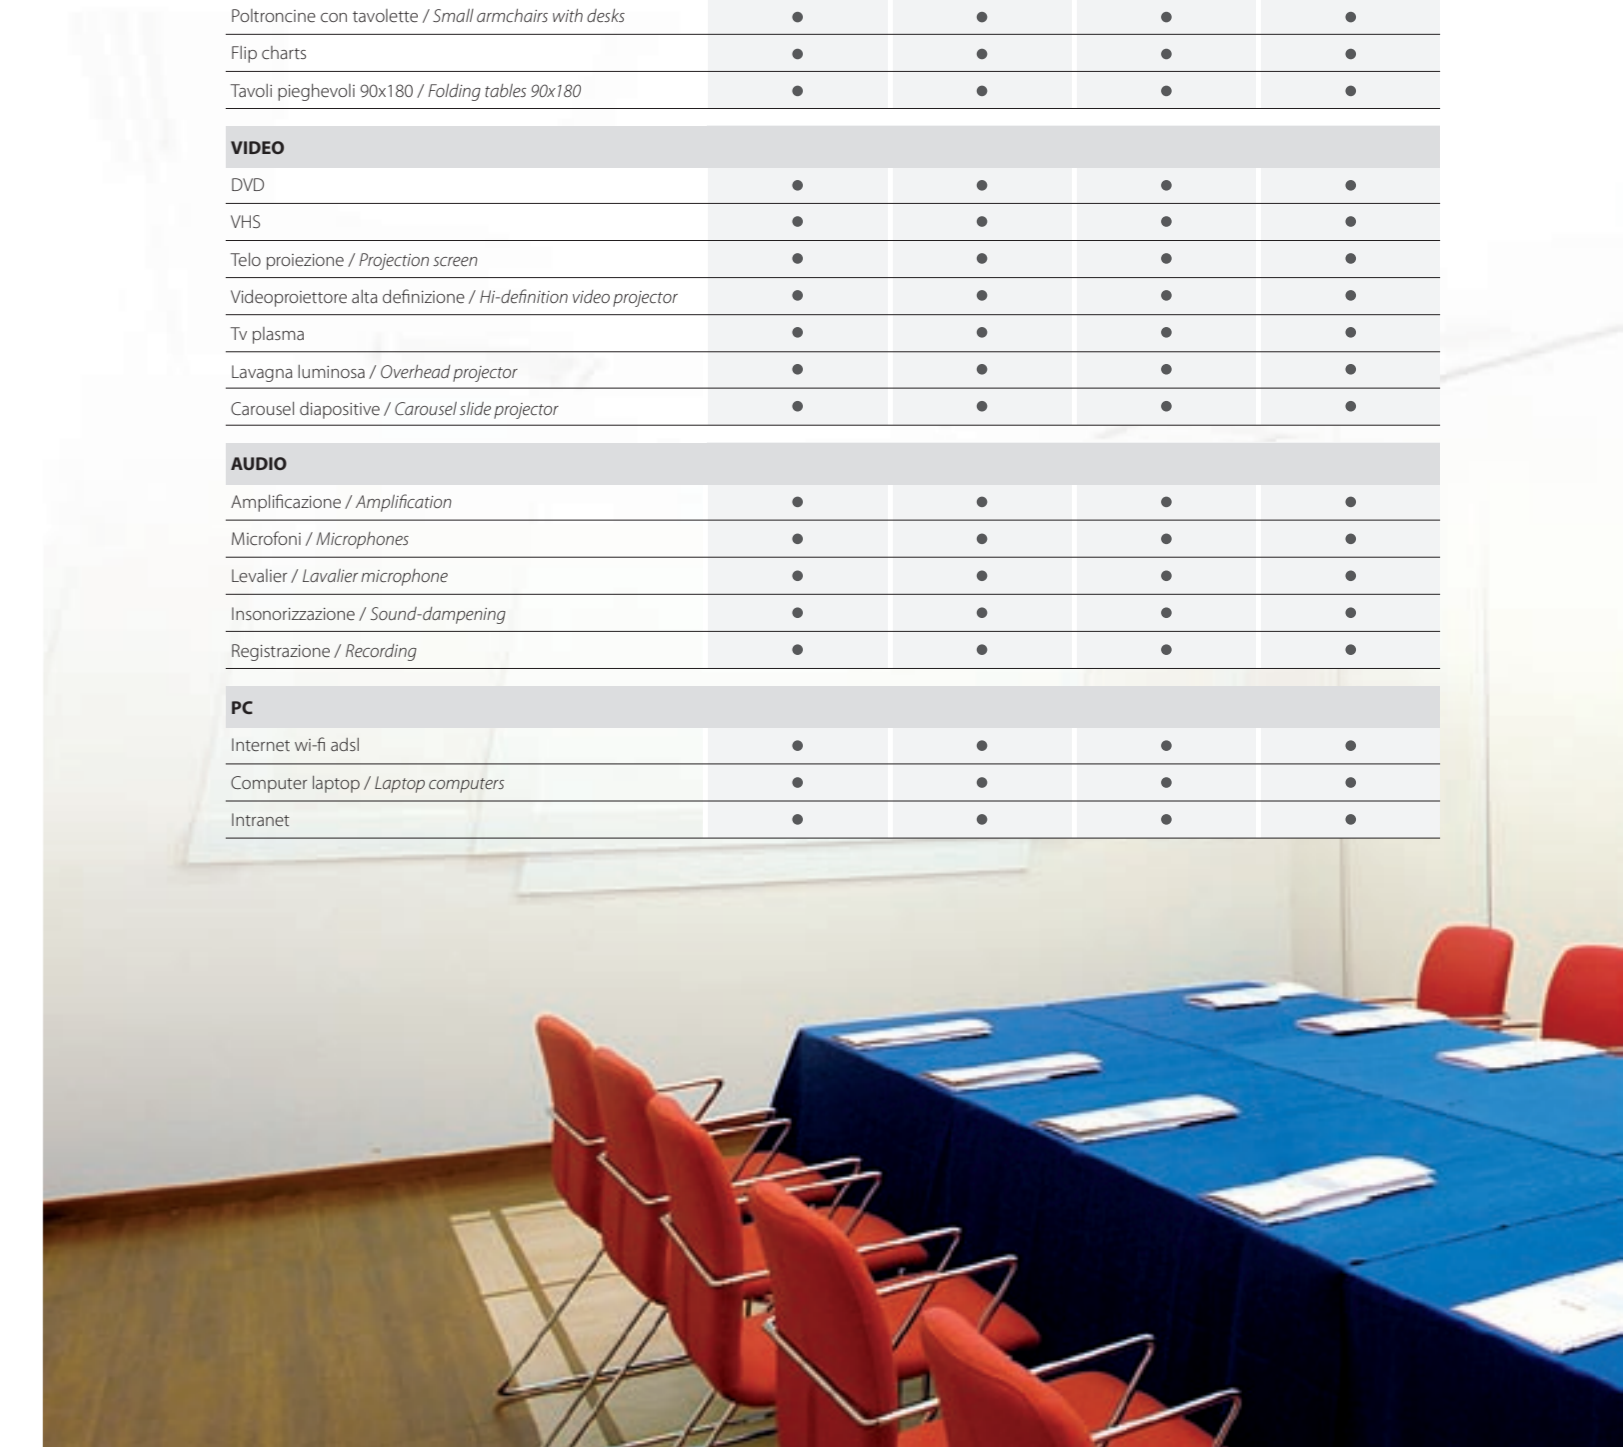 Poltroncine con tavolette / Small armchairs with desks ● ● ● ●
Flip charts ● ● ● ●
Tavoli pieghevoli 90x180 / Folding tables 90x180 ● ● ● ●
VIDEO
DVD ● ● ● ●
VHS ● ● ● ●
Telo proiezione / Projection screen ● ● ● ●
Videoproiettore alta definizione / Hi-definition video projector ● ● ● ●
Tv plasma ● ● ● ●
Lavagna luminosa / Overhead projector ● ● ● ●
Carousel diapositive / Carousel slide projector ● ● ● ●
AUDIO
Amplificazione / Amplification ● ● ● ●
Microfoni / Microphones ● ● ● ●
Levalier / Lavalier microphone ● ● ● ●
Insonorizzazione / Sound-dampening ● ● ● ●
Registrazione / Recording ● ● ● ●
PC
Internet wi-fi adsl ● ● ● ●
Computer laptop / Laptop computers ● ● ● ●
Intranet ● ● ● ●